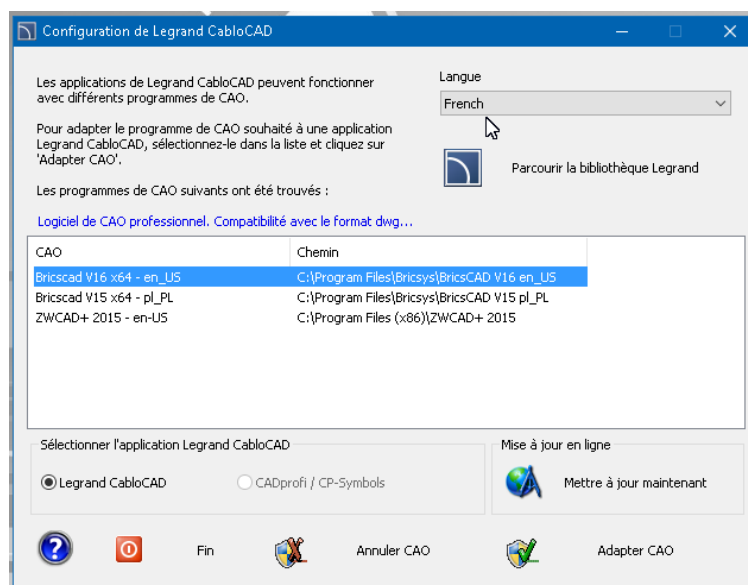 Configuration de Legrand CabloCAD
Les applications de Legrand CabloCAD peuvent fonctionner
avec différents programmes de CAO.
Pour adapter le programme de CAO souhaité à une application
Legrand CabloCAD, sélectionnez-le dans la liste et cliquez sur
'Adapter CAO'.
Les programmes de CAO suivants ont été trouvés :
Langue
French
Parcourir la bibliothèque Legrand
Logiciel de CAO professionnel. Compatibilité avec le format dwg...
CAO Chemin
Bricscad V16 x64 - en_US C:\Program Files\Bricsys\BricsCAD V16 en_US
Bricscad V15 x64 - pl_PL C:\Program Files\Bricsys\BricsCAD V15 pl_PL
ZWCAD+ 2015 - en-US C:\Program Files (x86)\ZWCAD+ 2015
Sélectionner l'application Legrand CabloCAD
Legrand CabloCAD CADprofi / CP-Symbols
Mise à jour en ligne
Mettre à jour maintenant
Fin Annuler CAO Adapter CAO